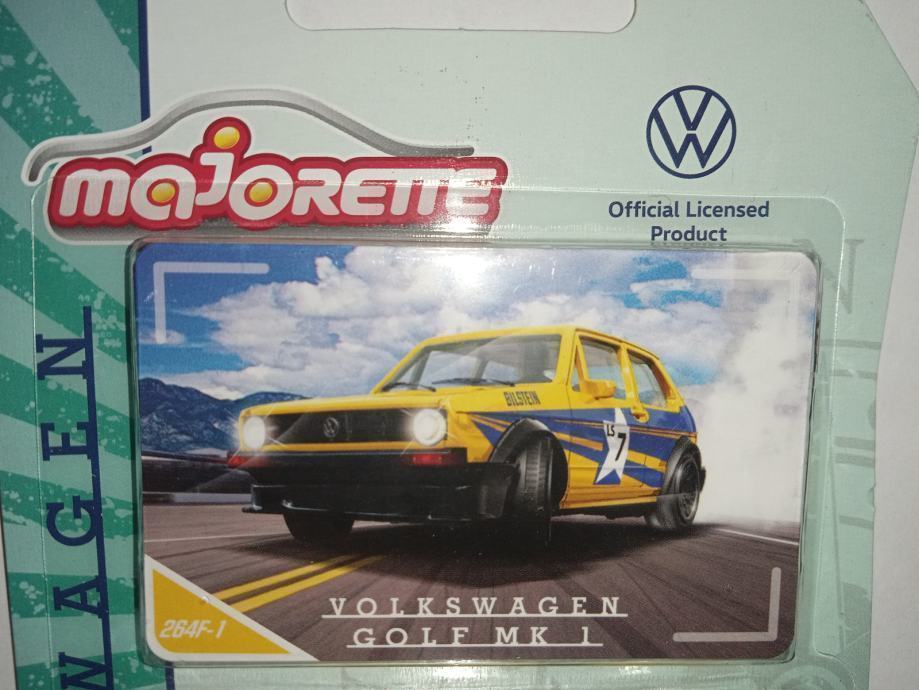 majorette
Official Licensed
Product
WAGEN
BILSTEIN
LS
7
264F-1
VOLKSWAGEN
GOLF MK 1